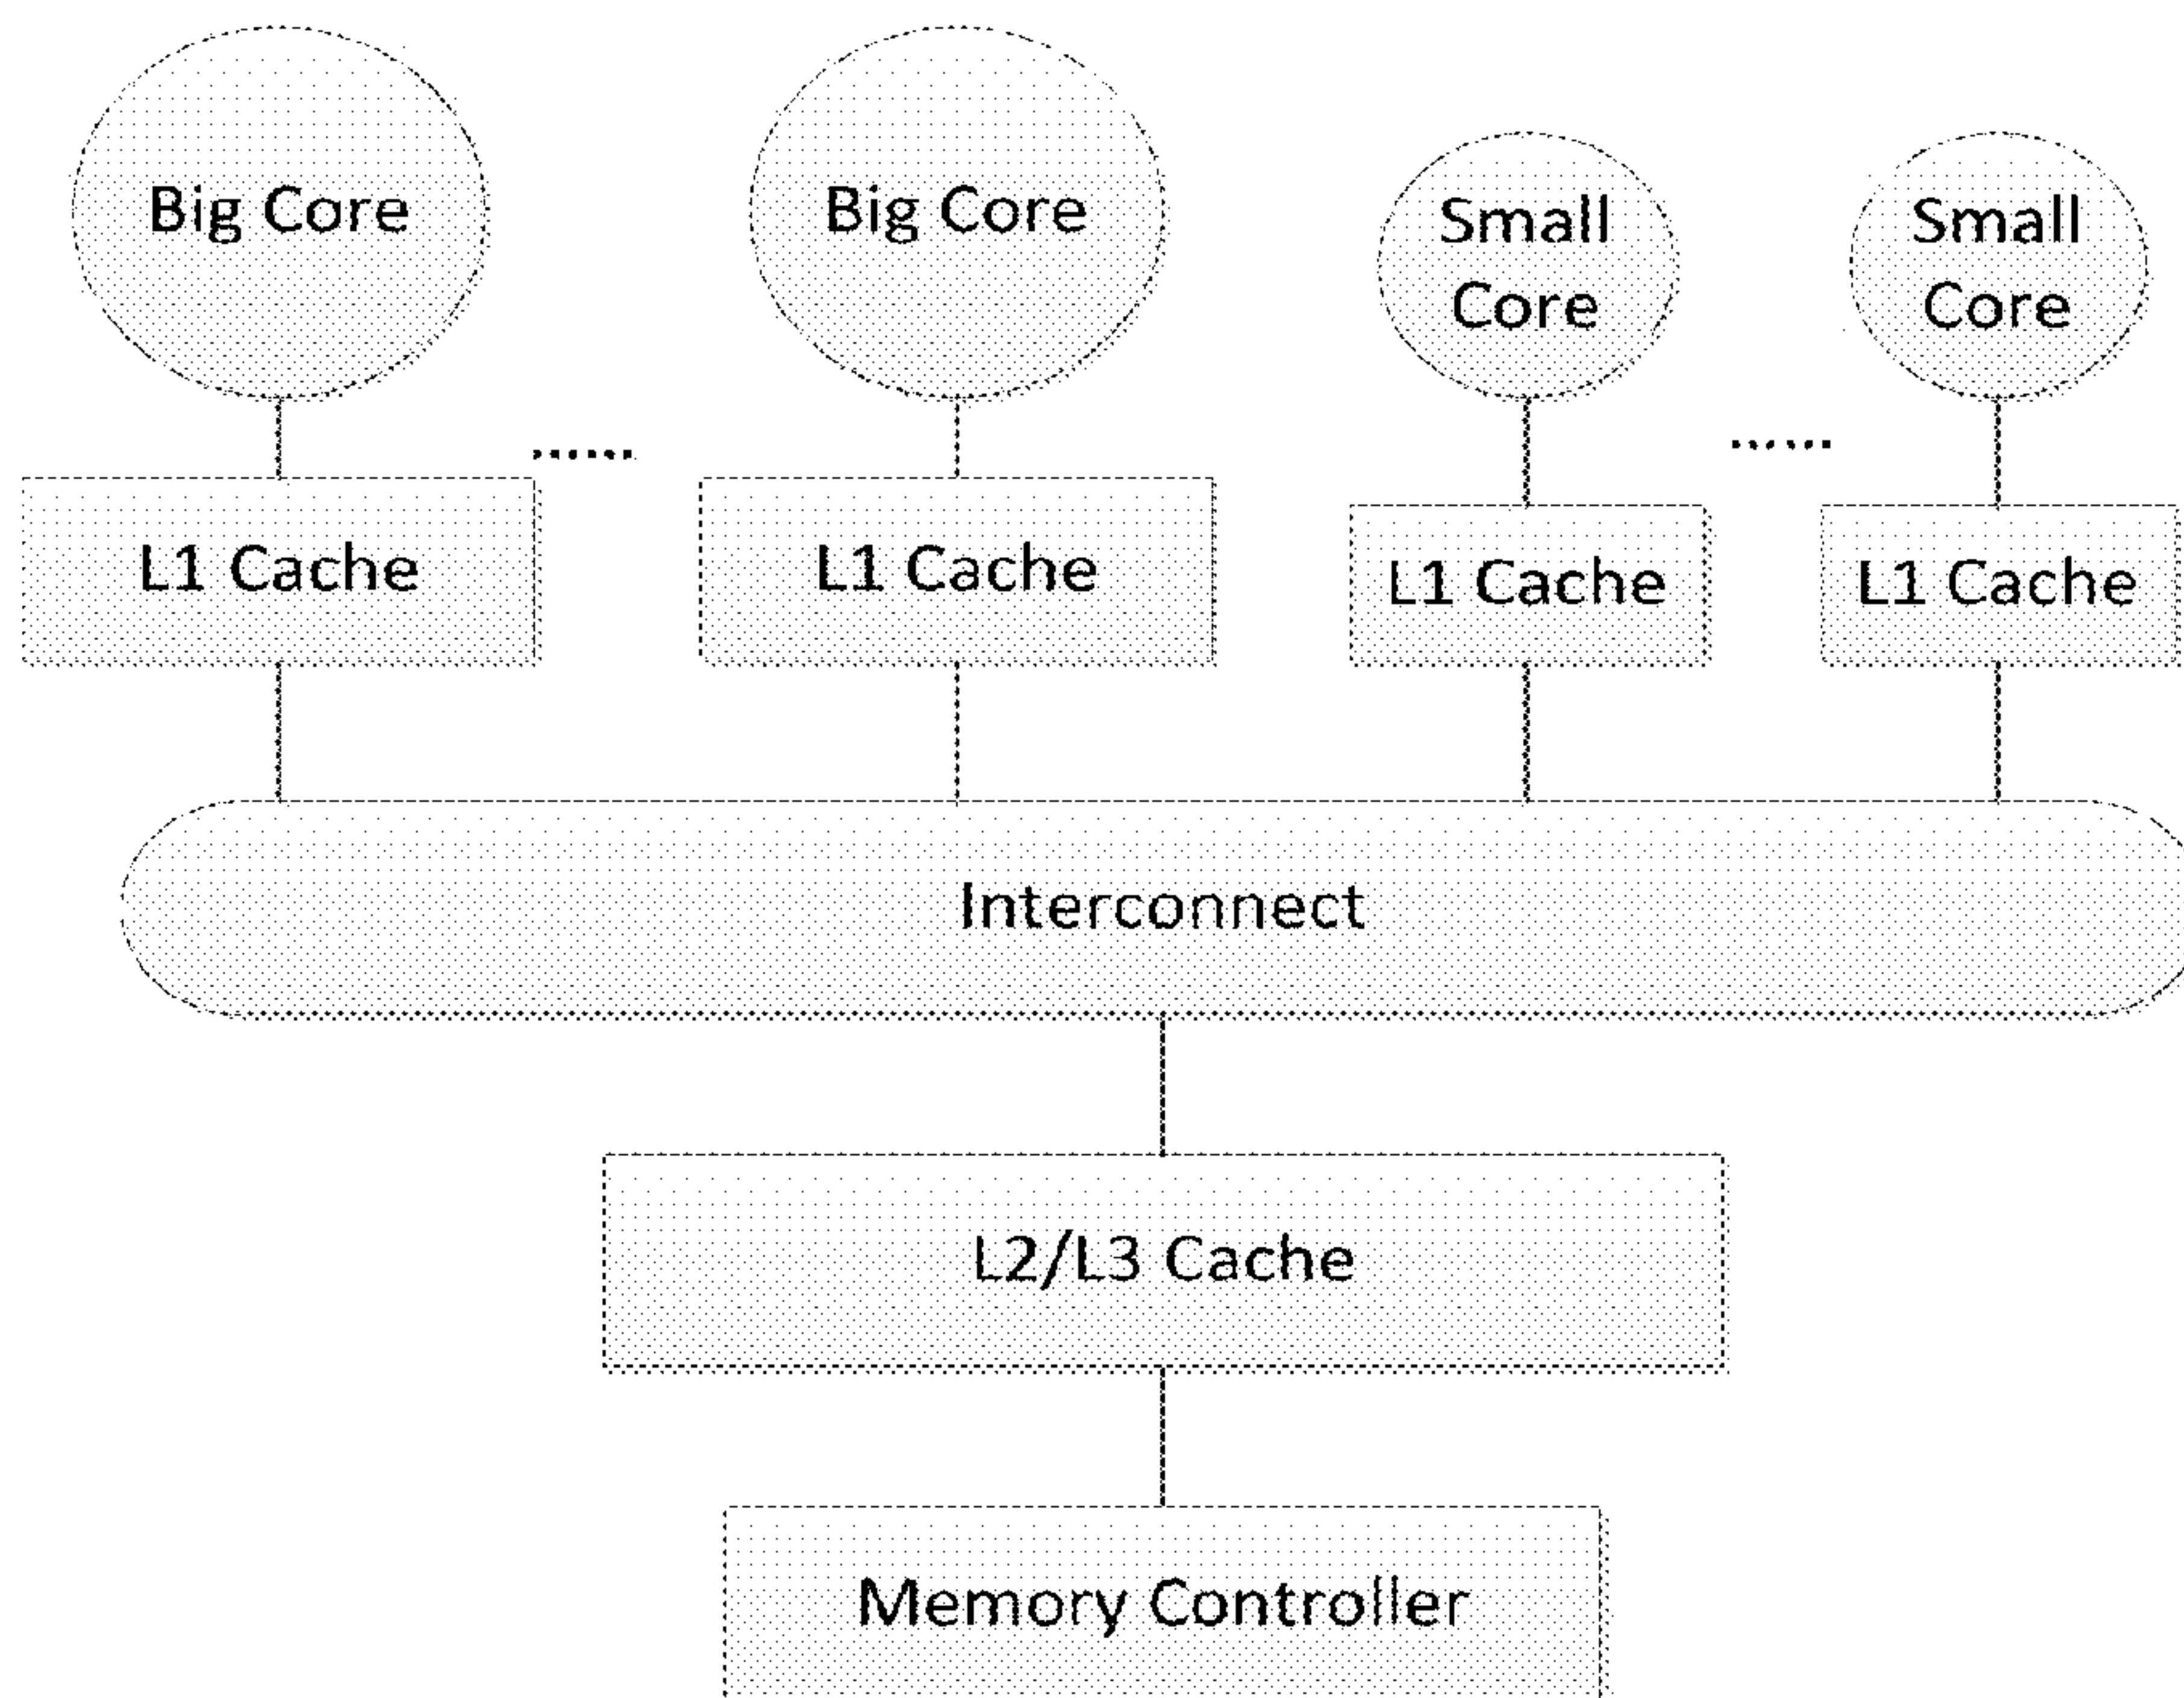 Big Core
Big Core
Small
Core
Small
Core
L1 Cache
L1 Cache
L1 Cache
L1 Cache
Interconnect
L2/L3 Cache
Memory Controller